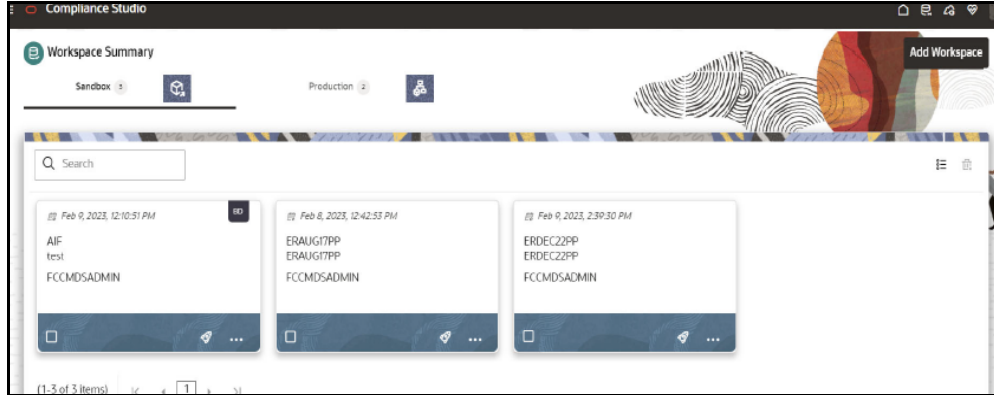 Compliance Studio
Workspace Summary
Add Workspace
Sandbox 3
Production 2
Search
Feb 9, 2023, 12:10:51 PM
BD
AIF
test
FCCMDSADMIN
Feb 8, 2023, 12:42:53 PM
ERAUG17PP
ERAUG17PP
FCCMDSADMIN
Feb 9, 2023, 2:39:30 PM
ERDEC22PP
ERDEC22PP
FCCMDSADMIN
(1-3 of 3 items) 1